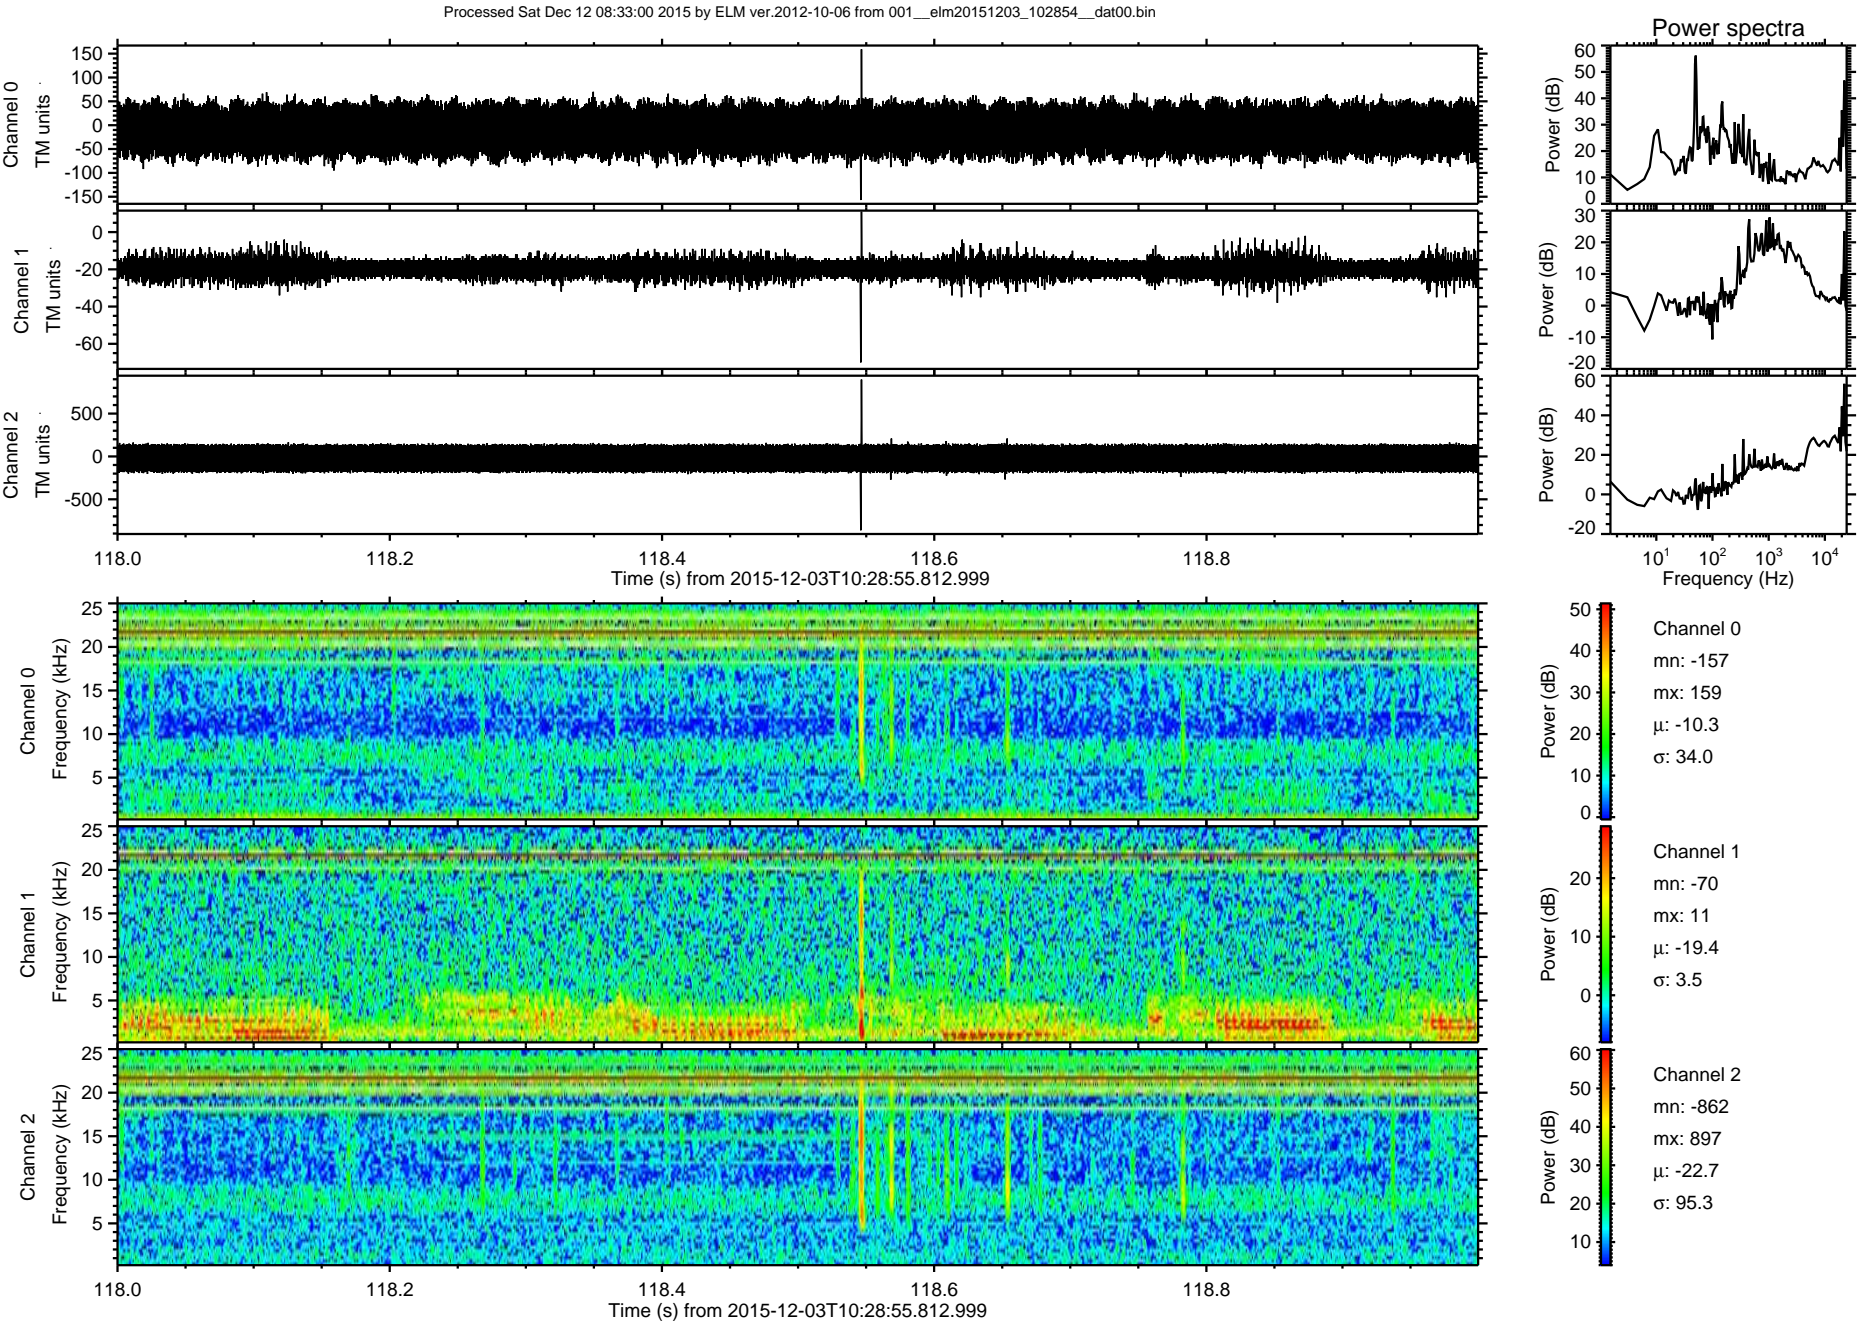 Processed Sat Dec 12 08:33:00 2015 by ELM ver.2012-10-06 from 001__elm20151203_102854__dat00.bin
Power spectra
Channel 0
TM units
150
100
50
0
-50
-100
-150
Power (dB)
60
50
40
30
20
10
0
Channel 1
TM units
0
-20
-40
-60
Power (dB)
30
20
10
0
-10
-20
Channel 2
TM units
500
0
-500
Power (dB)
60
40
20
0
-20
118.0 118.2 118.4 118.6 118.8
Time (s) from 2015-12-03T10:28:55.812.999
10^1 10^2 10^3 10^4
Frequency (Hz)
Channel 0
Frequency (kHz)
25
20
15
10
5
Power (dB)
50
40
30
20
10
0
Channel 0
mn: -157
mx: 159
μ: -10.3
σ: 34.0
Channel 1
Frequency (kHz)
25
20
15
10
5
Power (dB)
20
10
0
Channel 1
mn: -70
mx: 11
μ: -19.4
σ: 3.5
Channel 2
Frequency (kHz)
25
20
15
10
5
Power (dB)
60
50
40
30
20
10
Channel 2
mn: -862
mx: 897
μ: -22.7
σ: 95.3
118.0 118.2 118.4 118.6 118.8
Time (s) from 2015-12-03T10:28:55.812.999